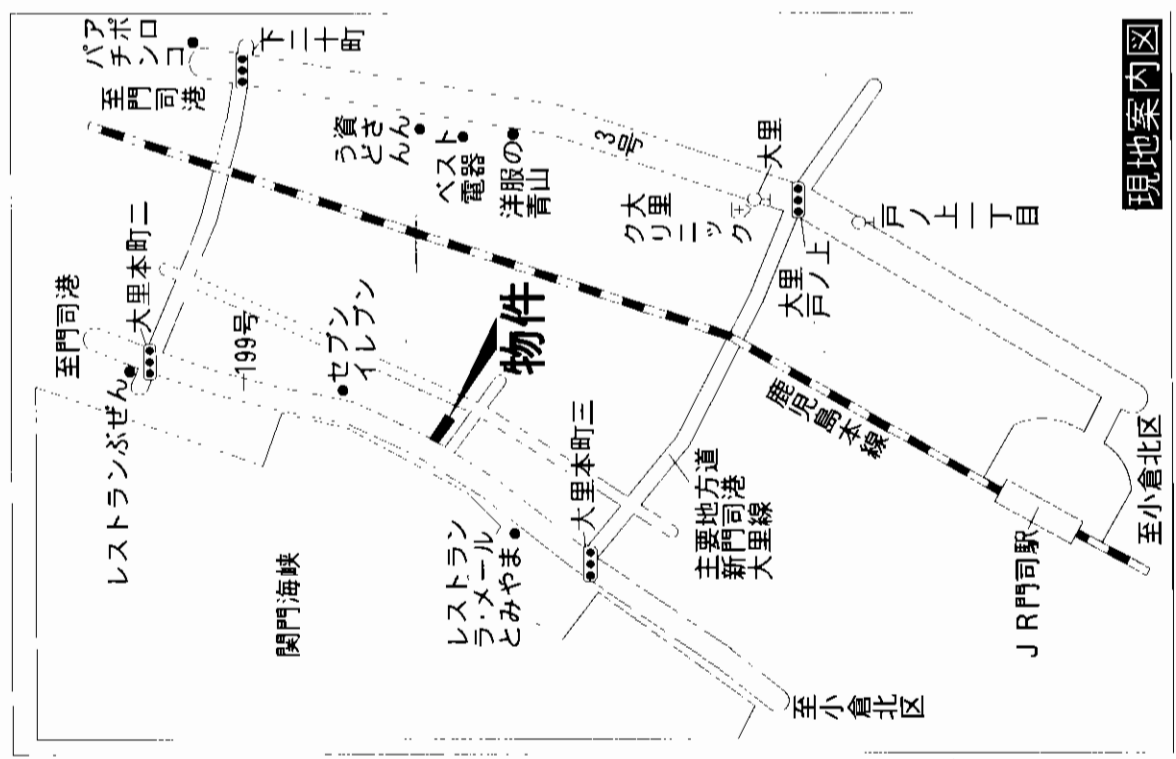 現地案内図
アポロ
パチンコ
下二十町
至門司港
資さん
うどん
ベスト
電器
洋服の
青山
3号
大里
大里
クリニック
大里
戸ノ上
戸ノ上二丁目
至門司港
大里本町二
レストランぶぜん
199号
セブン
イレブン
物件
関門海峡
レストラン
ラ・メール
とみやま
大里本町三
主要地方道
新門司港
大里線
鹿児島本線
JR門司駅
至小倉北区
至小倉北区